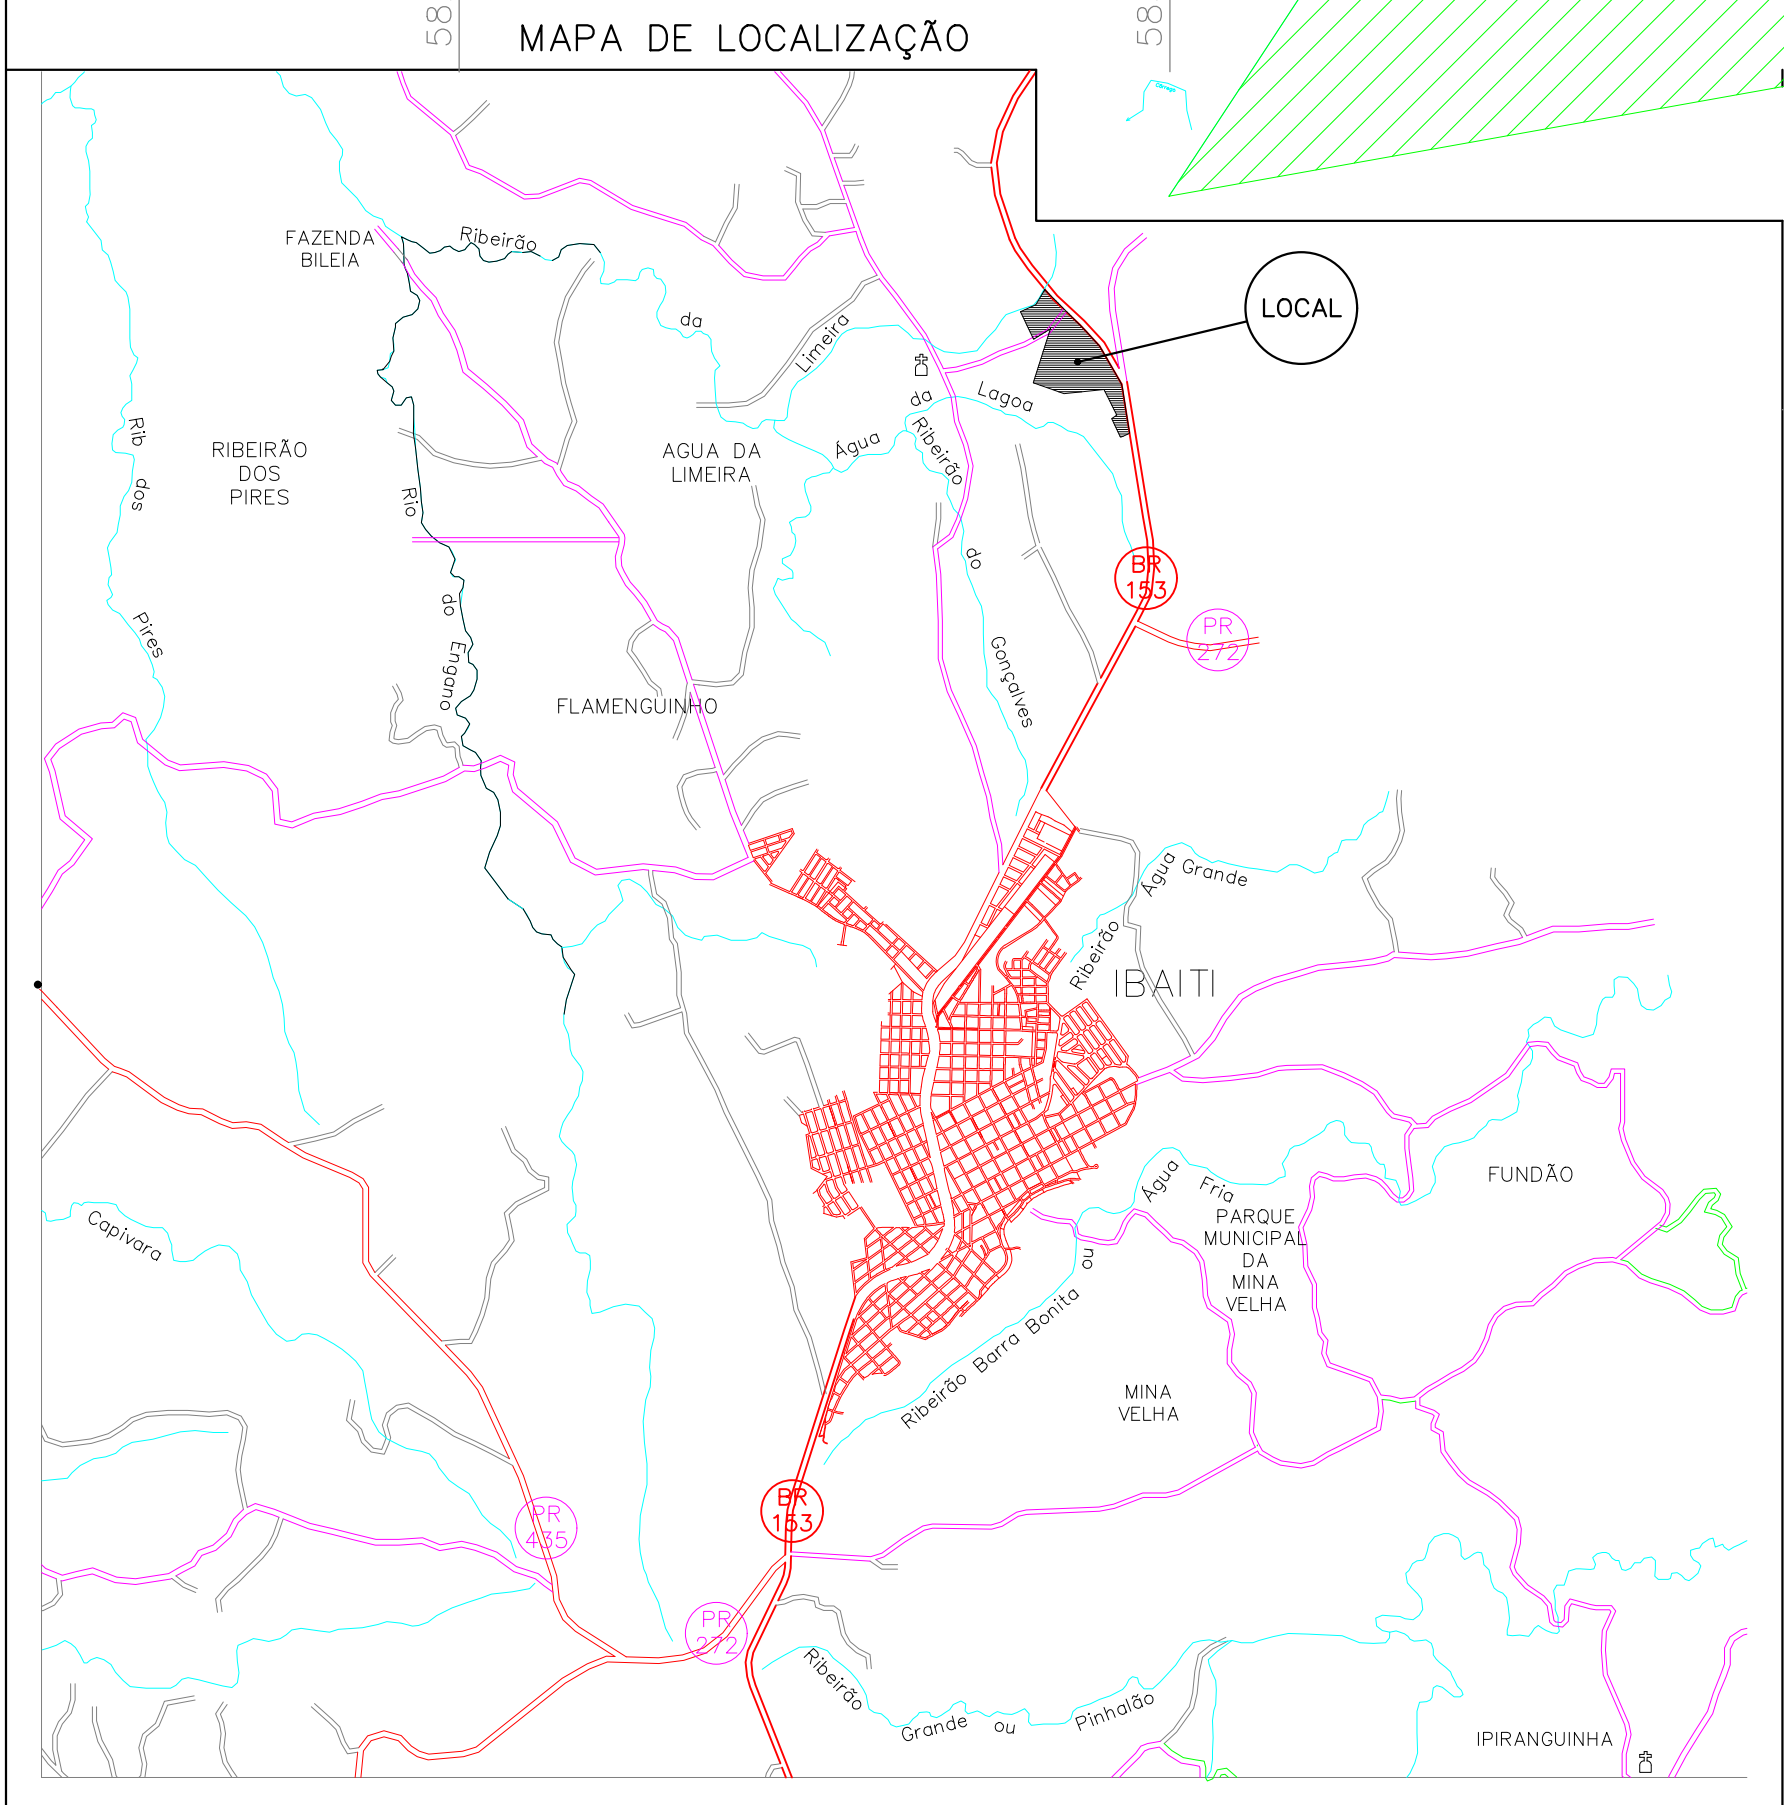 58
MAPA DE LOCALIZAÇÃO
58
FAZENDA
BILEIA
Ribeirão
da
Limeira
LOCAL
RIBEIRÃO
DOS
PIRES
Rib dos
Pires
AGUA DA
LIMEIRA
Água
da
Lagoa
Ribeirão
do
Gonçalves
Rio
do
Engano
BR
153
PR
272
FLAMENGUINHO
Ribeirão
Água
Grande
IBAITI
Capivara
Água
Fria
ou
Ribeirão Barra Bonita
FUNDÃO
PARQUE
MUNICIPAL
DA
MINA
VELHA
MINA
VELHA
PR
435
BR
153
PR
272
Ribeirão
Grande ou
Pinhalão
IPIRANGUINHA